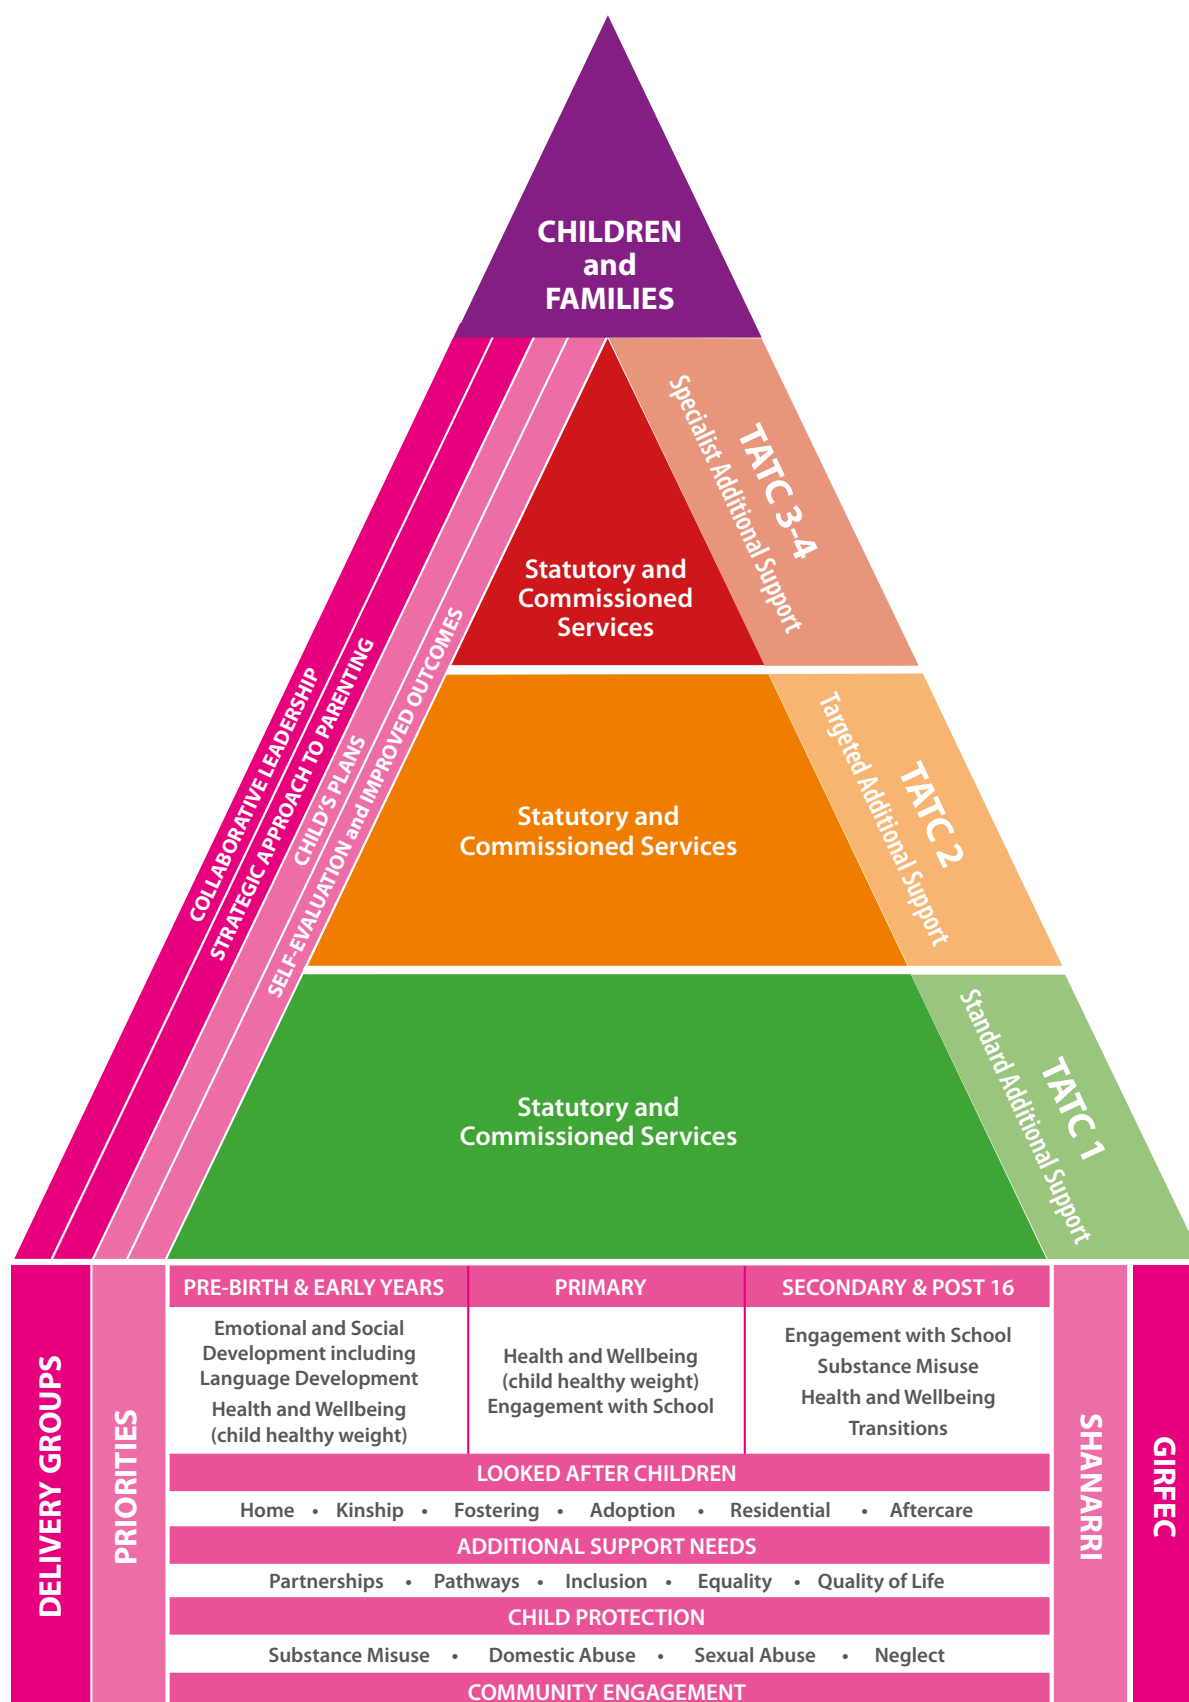 CHILDREN
and
FAMILIES
COLLABORATIVE LEADERSHIP
STRATEGIC APPROACH TO PARENTING
CHILD'S PLANS
SELF-EVALUATION and IMPROVED OUTCOMES
Statutory and
Commissioned
Services
TATC 3-4
Specialist Additional Support
Statutory and
Commissioned Services
TATC 2
Targeted Additional Support
Statutory and
Commissioned Services
TATC 1
Standard Additional Support
DELIVERY GROUPS
PRIORITIES
PRE-BIRTH & EARLY YEARS
Emotional and Social
Development including
Language Development
Health and Wellbeing
(child healthy weight)
PRIMARY
Health and Wellbeing
(child healthy weight)
Engagement with School
SECONDARY & POST 16
Engagement with School
Substance Misuse
Health and Wellbeing
Transitions
LOOKED AFTER CHILDREN
Home • Kinship • Fostering • Adoption • Residential • Aftercare
ADDITIONAL SUPPORT NEEDS
Partnerships • Pathways • Inclusion • Equality • Quality of Life
CHILD PROTECTION
Substance Misuse • Domestic Abuse • Sexual Abuse • Neglect
COMMUNITY ENGAGEMENT
SHANARRI
GIRFEC